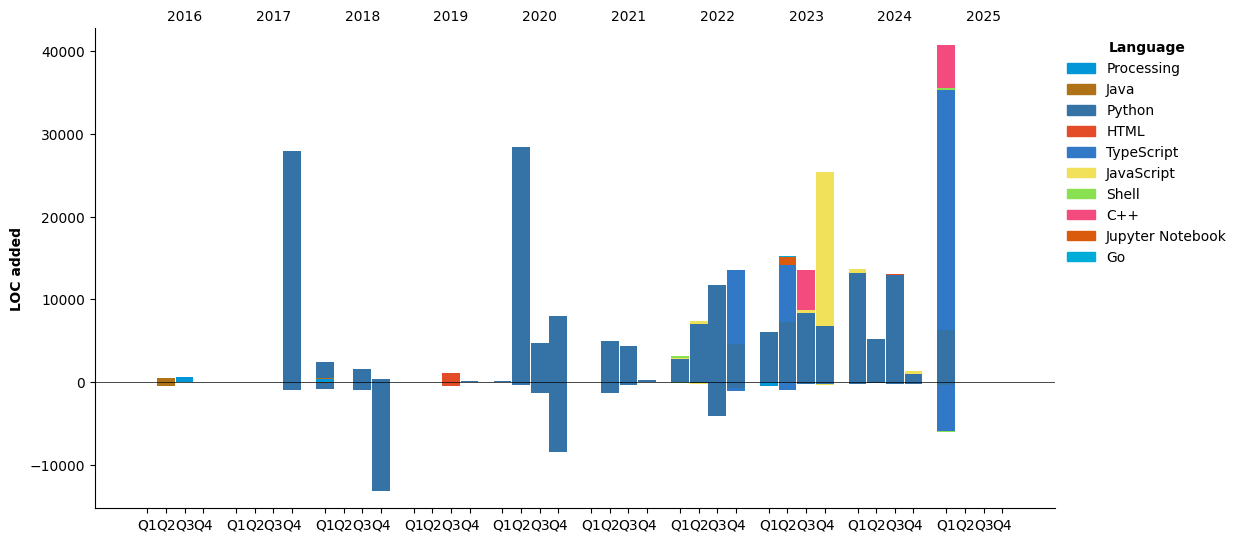 2016 2017 2018 2019 2020 2021 2022 2023 2024 2025
40000
30000
20000
10000
0
−10000
LOC added
Q1Q2Q3Q4 Q1Q2Q3Q4 Q1Q2Q3Q4 Q1Q2Q3Q4 Q1Q2Q3Q4 Q1Q2Q3Q4 Q1Q2Q3Q4 Q1Q2Q3Q4 Q1Q2Q3Q4 Q1Q2Q3Q4
Language
Processing
Java
Python
HTML
TypeScript
JavaScript
Shell
C++
Jupyter Notebook
Go